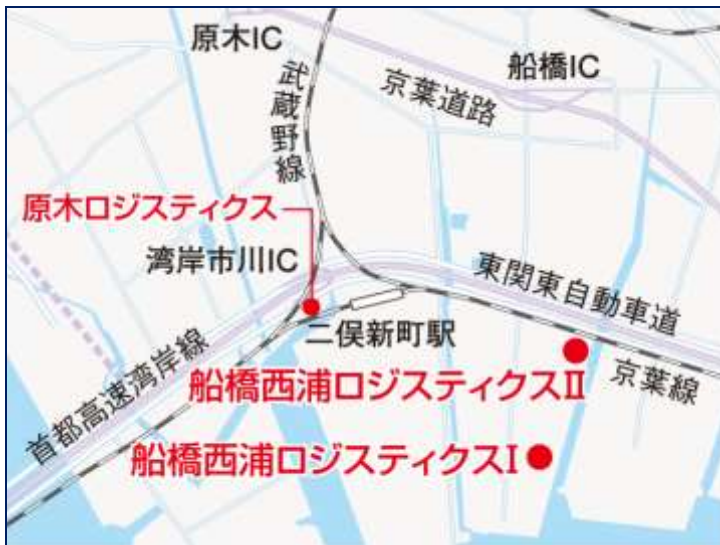 原木IC
船橋IC
武蔵野線
京葉道路
原木ロジスティクス
湾岸市川IC
東関東自動車道
二俣新町駅
京葉線
船橋西浦ロジスティクスⅡ
首都高速湾岸線
船橋西浦ロジスティクスⅠ